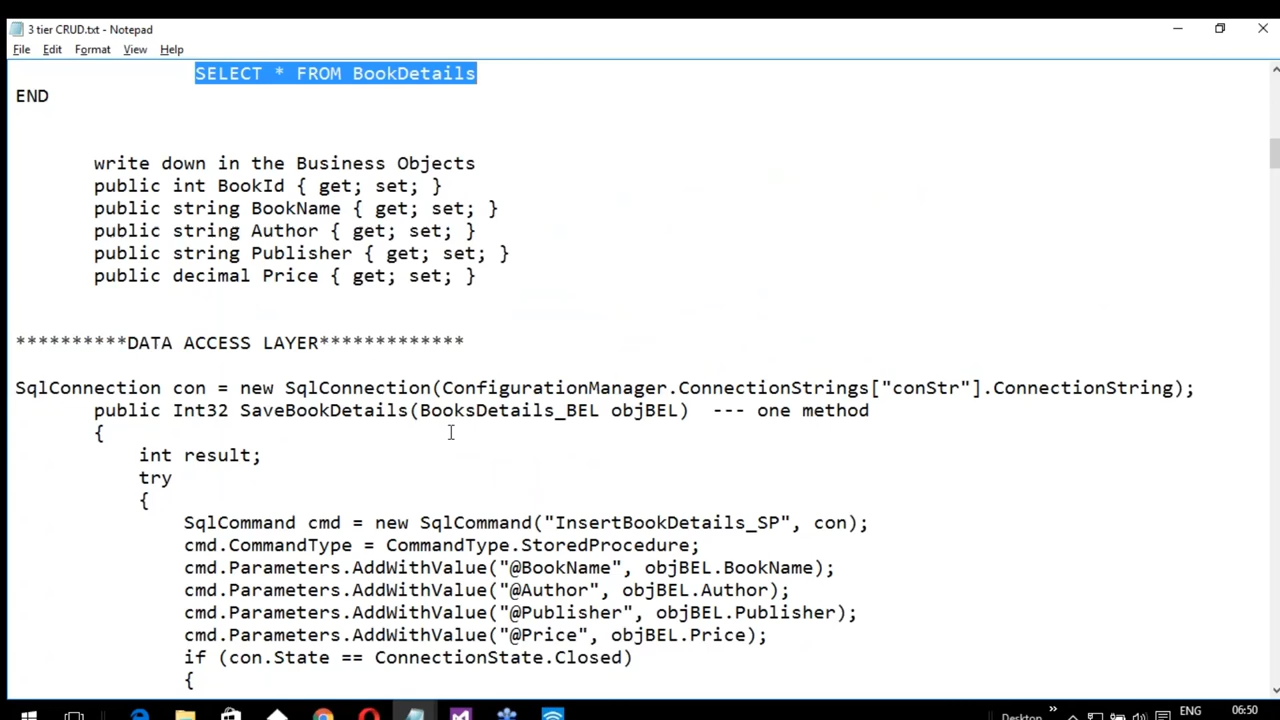 3 tier CRUD.txt - Notepad
File Edit Format View Help
SELECT * FROM BookDetails
END
write down in the Business Objects
public int BookId { get; set; }
public string BookName { get; set; }
public string Author { get; set; }
public string Publisher { get; set; }
public decimal Price { get; set; }
**********DATA ACCESS LAYER*************
SqlConnection con = new SqlConnection(ConfigurationManager.ConnectionStrings["conStr"].ConnectionString);
public Int32 SaveBookDetails(BooksDetails_BEL objBEL)  --- one method
{
int result;
try
{
SqlCommand cmd = new SqlCommand("InsertBookDetails_SP", con);
cmd.CommandType = CommandType.StoredProcedure;
cmd.Parameters.AddWithValue("@BookName", objBEL.BookName);
cmd.Parameters.AddWithValue("@Author", objBEL.Author);
cmd.Parameters.AddWithValue("@Publisher", objBEL.Publisher);
cmd.Parameters.AddWithValue("@Price", objBEL.Price);
if (con.State == ConnectionState.Closed)
{
Desktop » ENG 06:50